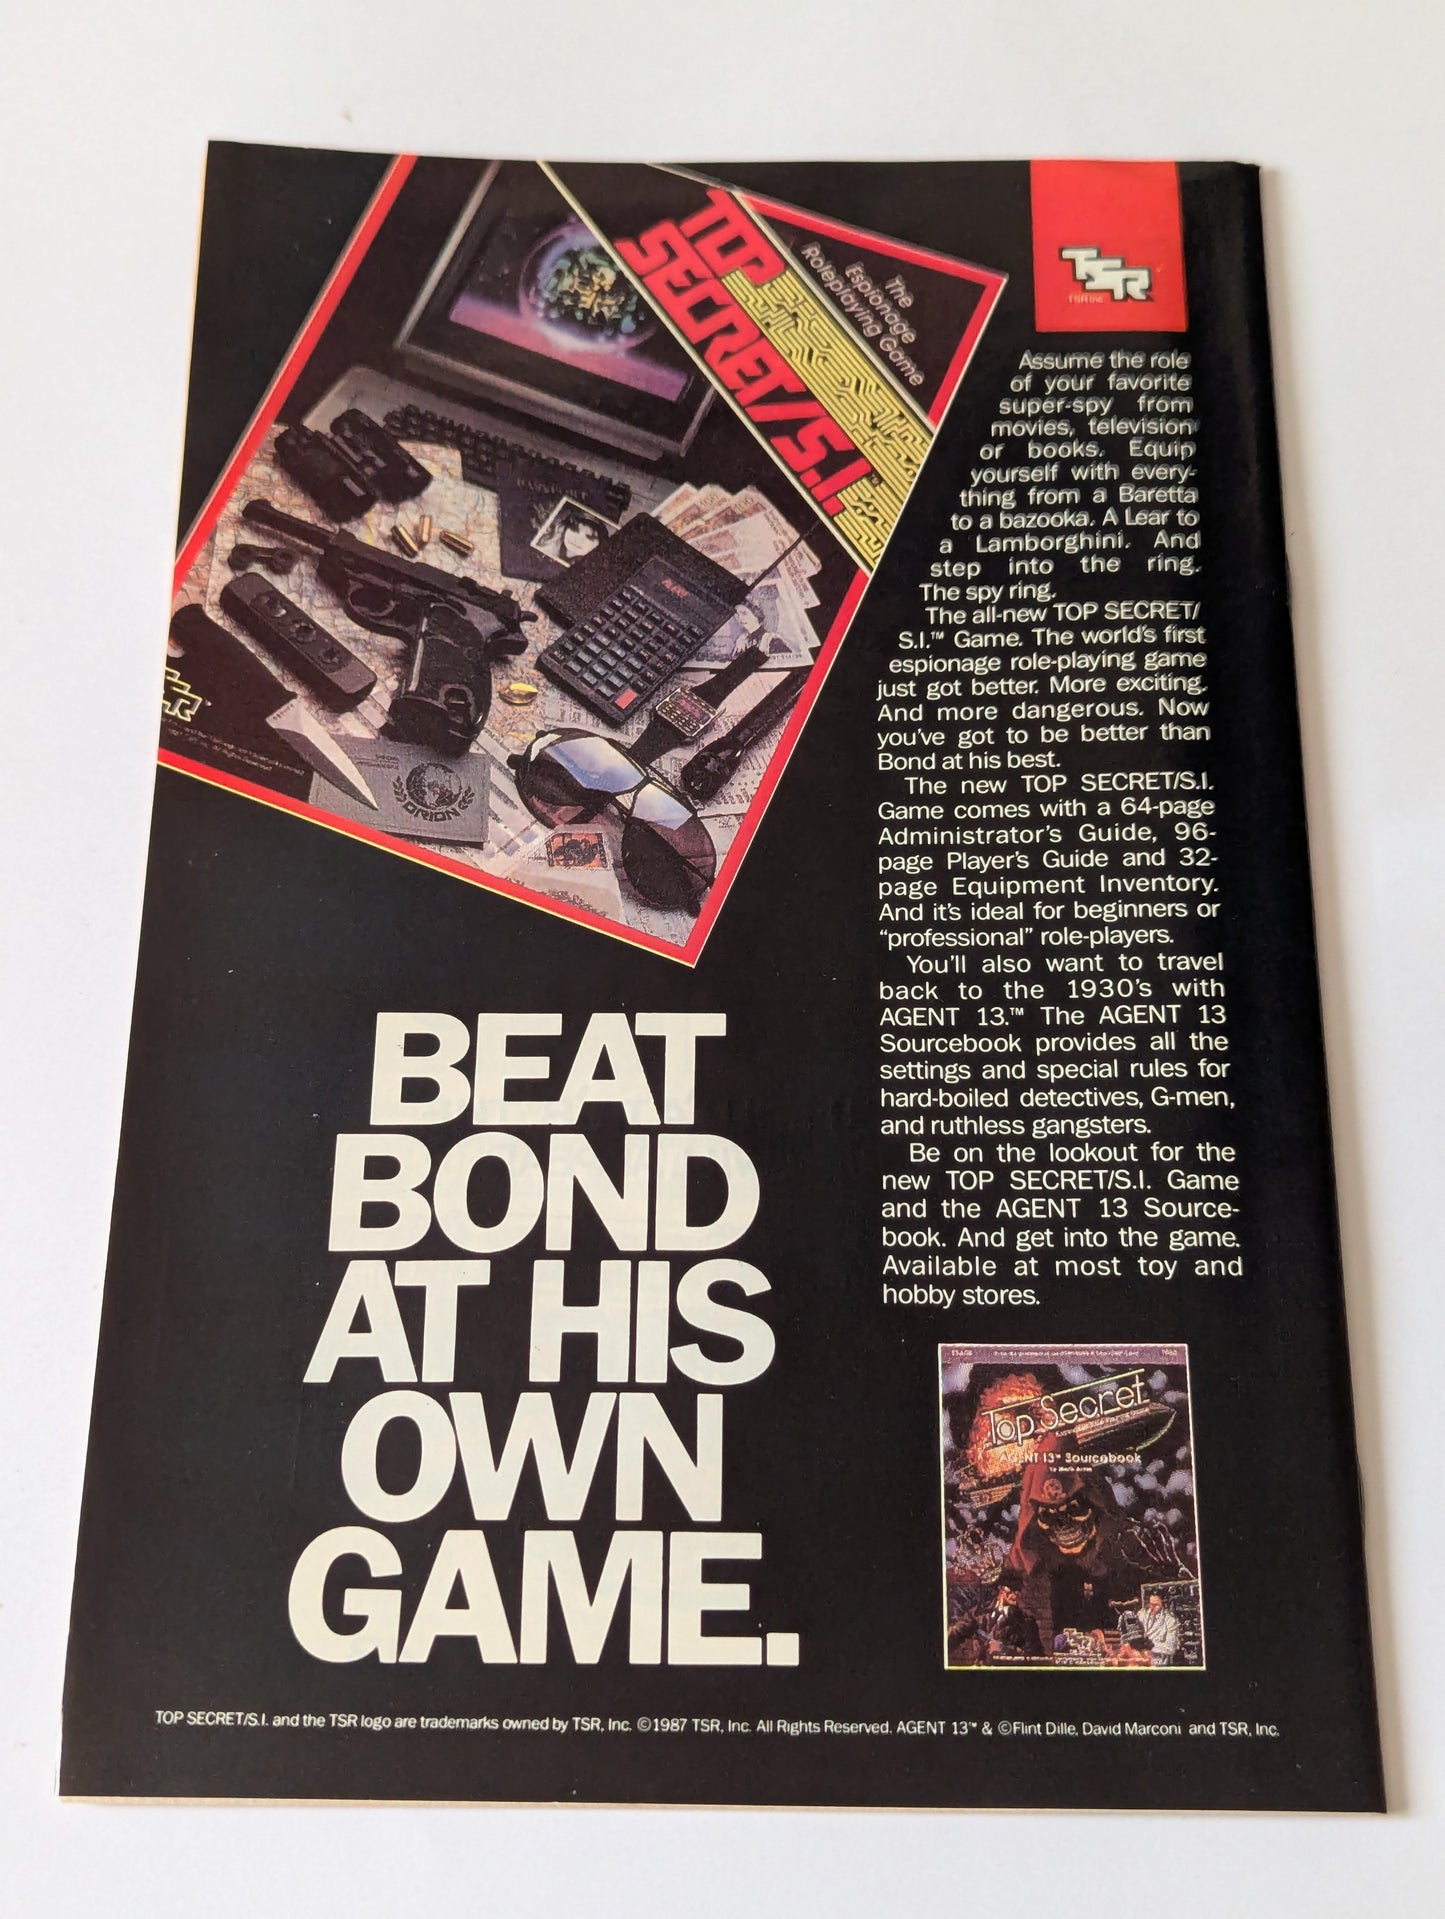 TOP
SECRET/S.I.™
The
Espionage
Roleplaying Game
PASSPORT
ORION
TSR
TSR, Inc.
Assume the role
of your favorite
super-spy from
movies, television
or books. Equip
yourself with every-
thing from a Baretta
to a bazooka. A Lear to
a Lamborghini. And
step into the ring.
The spy ring.
The all-new TOP SECRET/
S.I.™ Game. The world's first
espionage role-playing game
just got better. More exciting.
And more dangerous. Now
you've got to be better than
Bond at his best.
The new TOP SECRET/S.I.
Game comes with a 64-page
Administrator's Guide, 96-
page Player's Guide and 32-
page Equipment Inventory.
And it's ideal for beginners or
“professional” role-players.
You'll also want to travel
back to the 1930's with
AGENT 13.™ The AGENT 13
Sourcebook provides all the
settings and special rules for
hard-boiled detectives, G-men,
and ruthless gangsters.
Be on the lookout for the
new TOP SECRET/S.I. Game
and the AGENT 13 Source-
book. And get into the game.
Available at most toy and
hobby stores.
BEAT
BOND
AT HIS
OWN
GAME.
Top Secret
AGENT 13™ Sourcebook
TOP SECRET/S.I. and the TSR logo are trademarks owned by TSR, Inc. ©1987 TSR, Inc. All Rights Reserved. AGENT 13™ & ©Flint Dille, David Marconi and TSR, Inc.